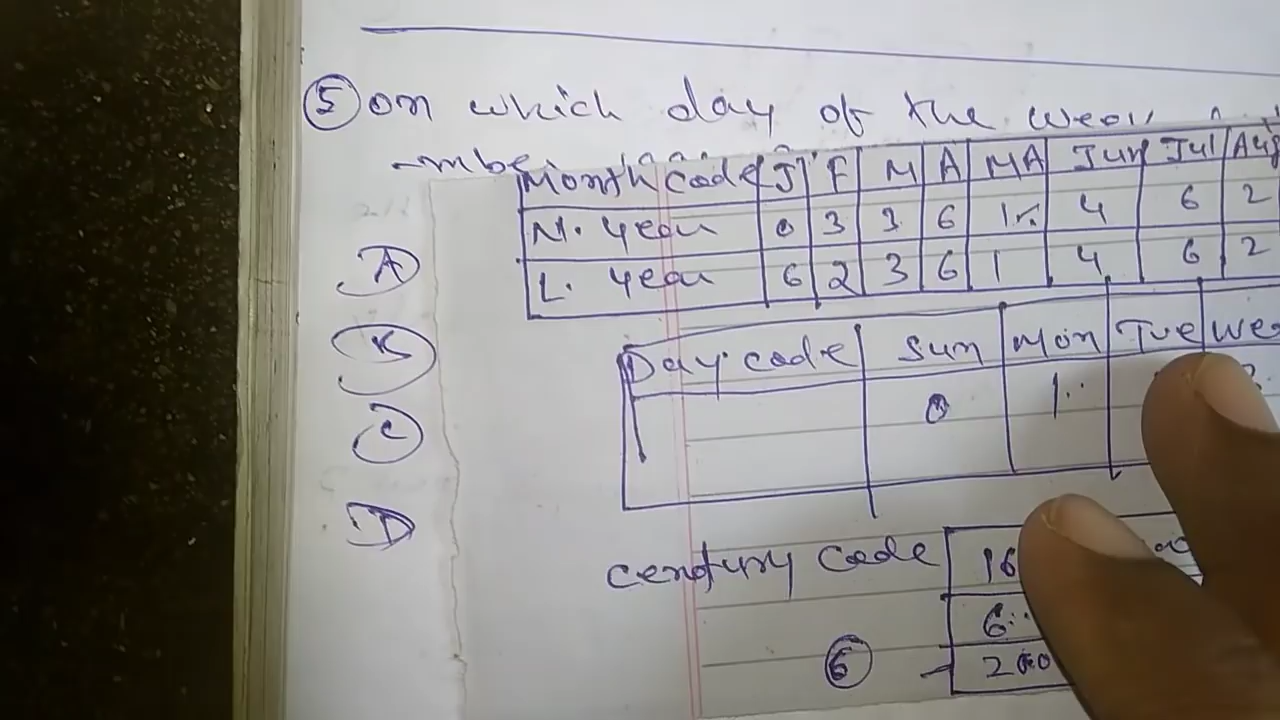 ⑤ on which day of the
-mbe
Month code J F M A MA Jun Jul Aug
N. year 0 3 3 6 1 4 6 2
L. year 6 2 3 6 1 4 6 2
Ⓐ
Day code Sun Mon Tue We
0 1
Ⓒ
Ⓓ
century code 16
6
⑥ 200